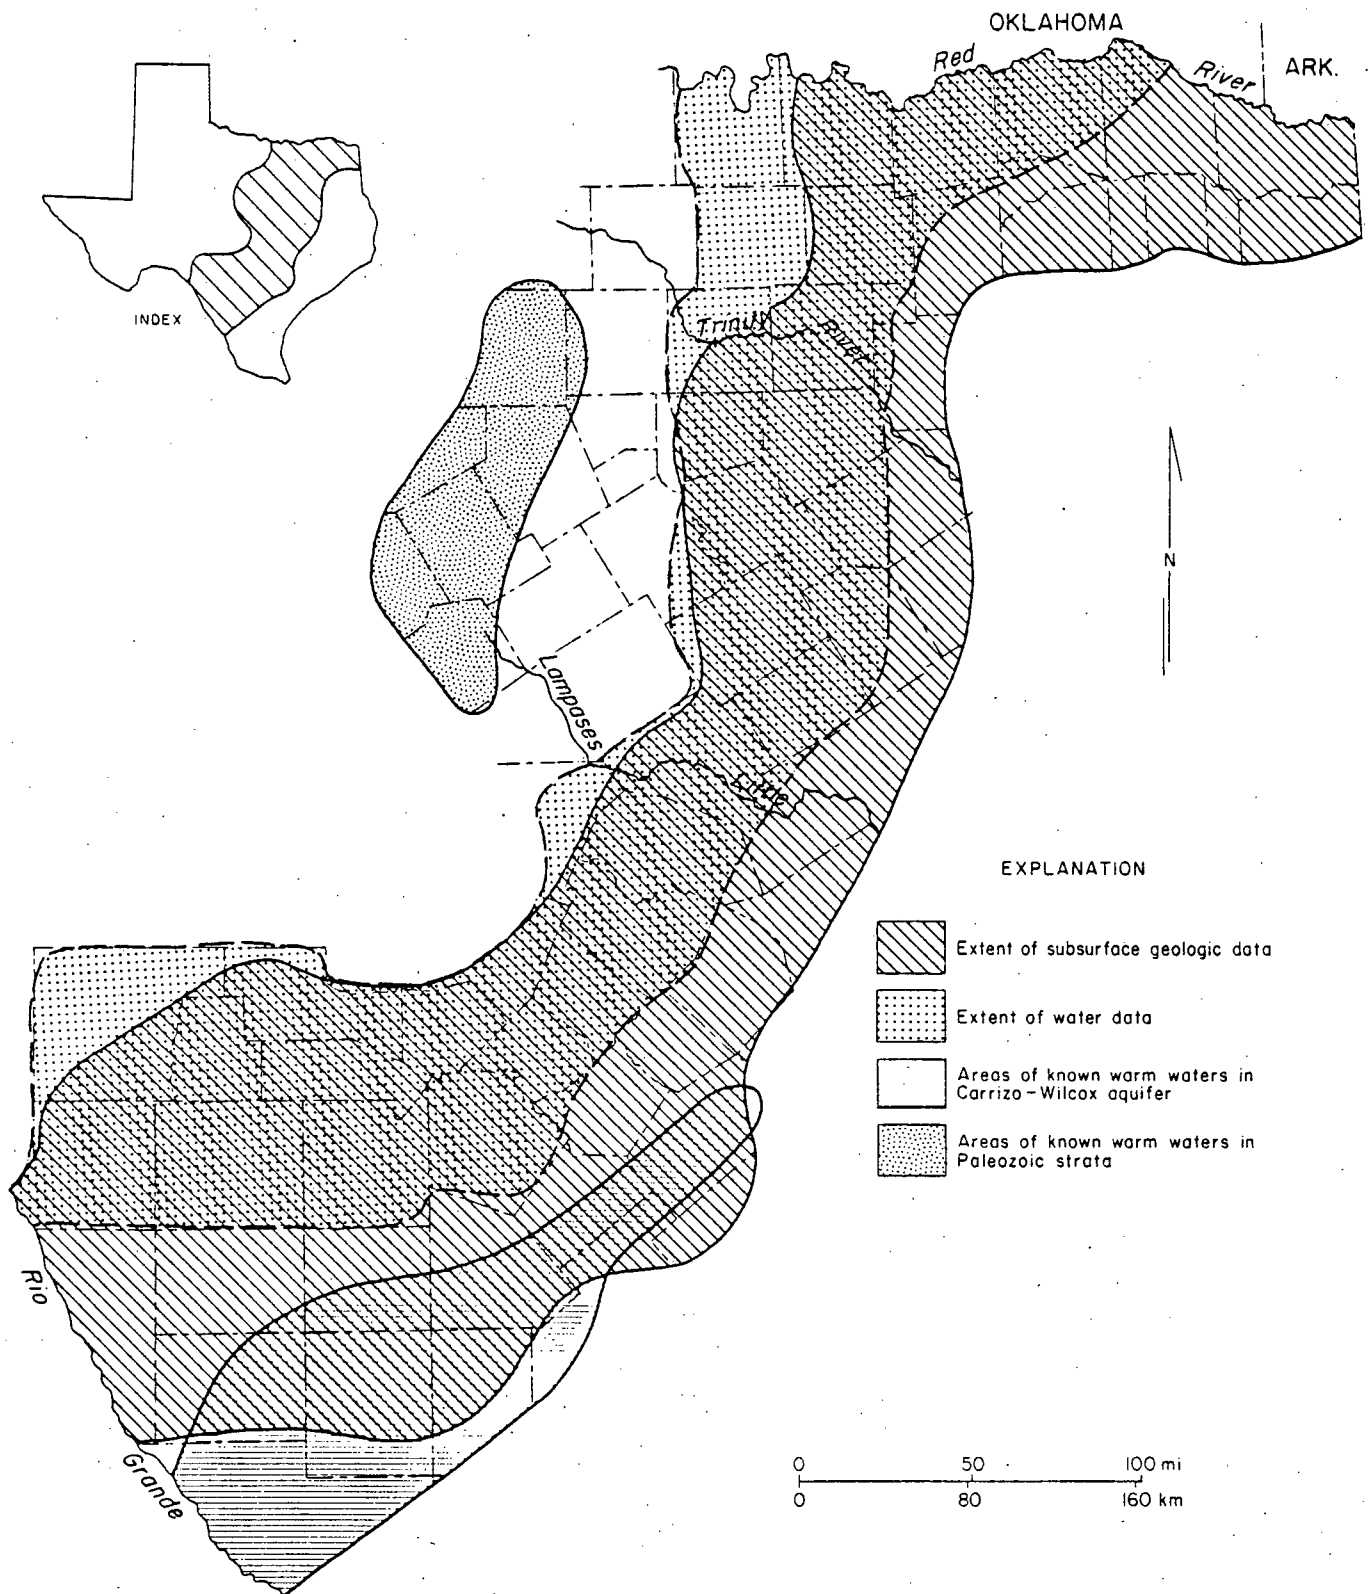 OKLAHOMA
Red
River
ARK.
INDEX
Trinity
River
N
Lampases
Little
EXPLANATION
Extent of subsurface geologic data
Extent of water data
Areas of known warm waters in
Carrizo-Wilcox aquifer
Areas of known warm waters in
Paleozoic strata
Rio
Grande
0 50 100 mi
0 80 160 km